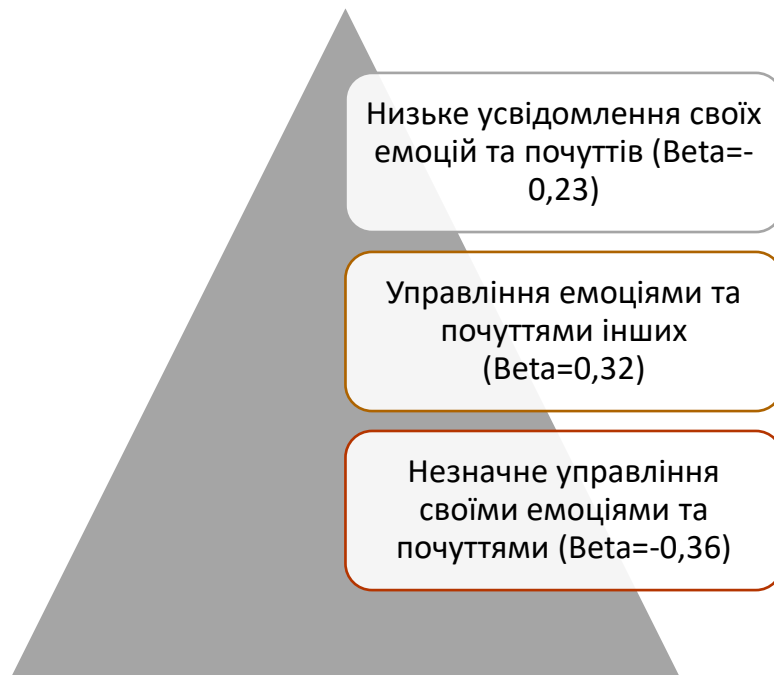 Низьке усвідомлення своїх
емоцій та почуттів (Beta=-
0,23)
Управління емоціями та
почуттями інших
(Beta=0,32)
Незначне управління
своїми емоціями та
почуттями (Beta=-0,36)